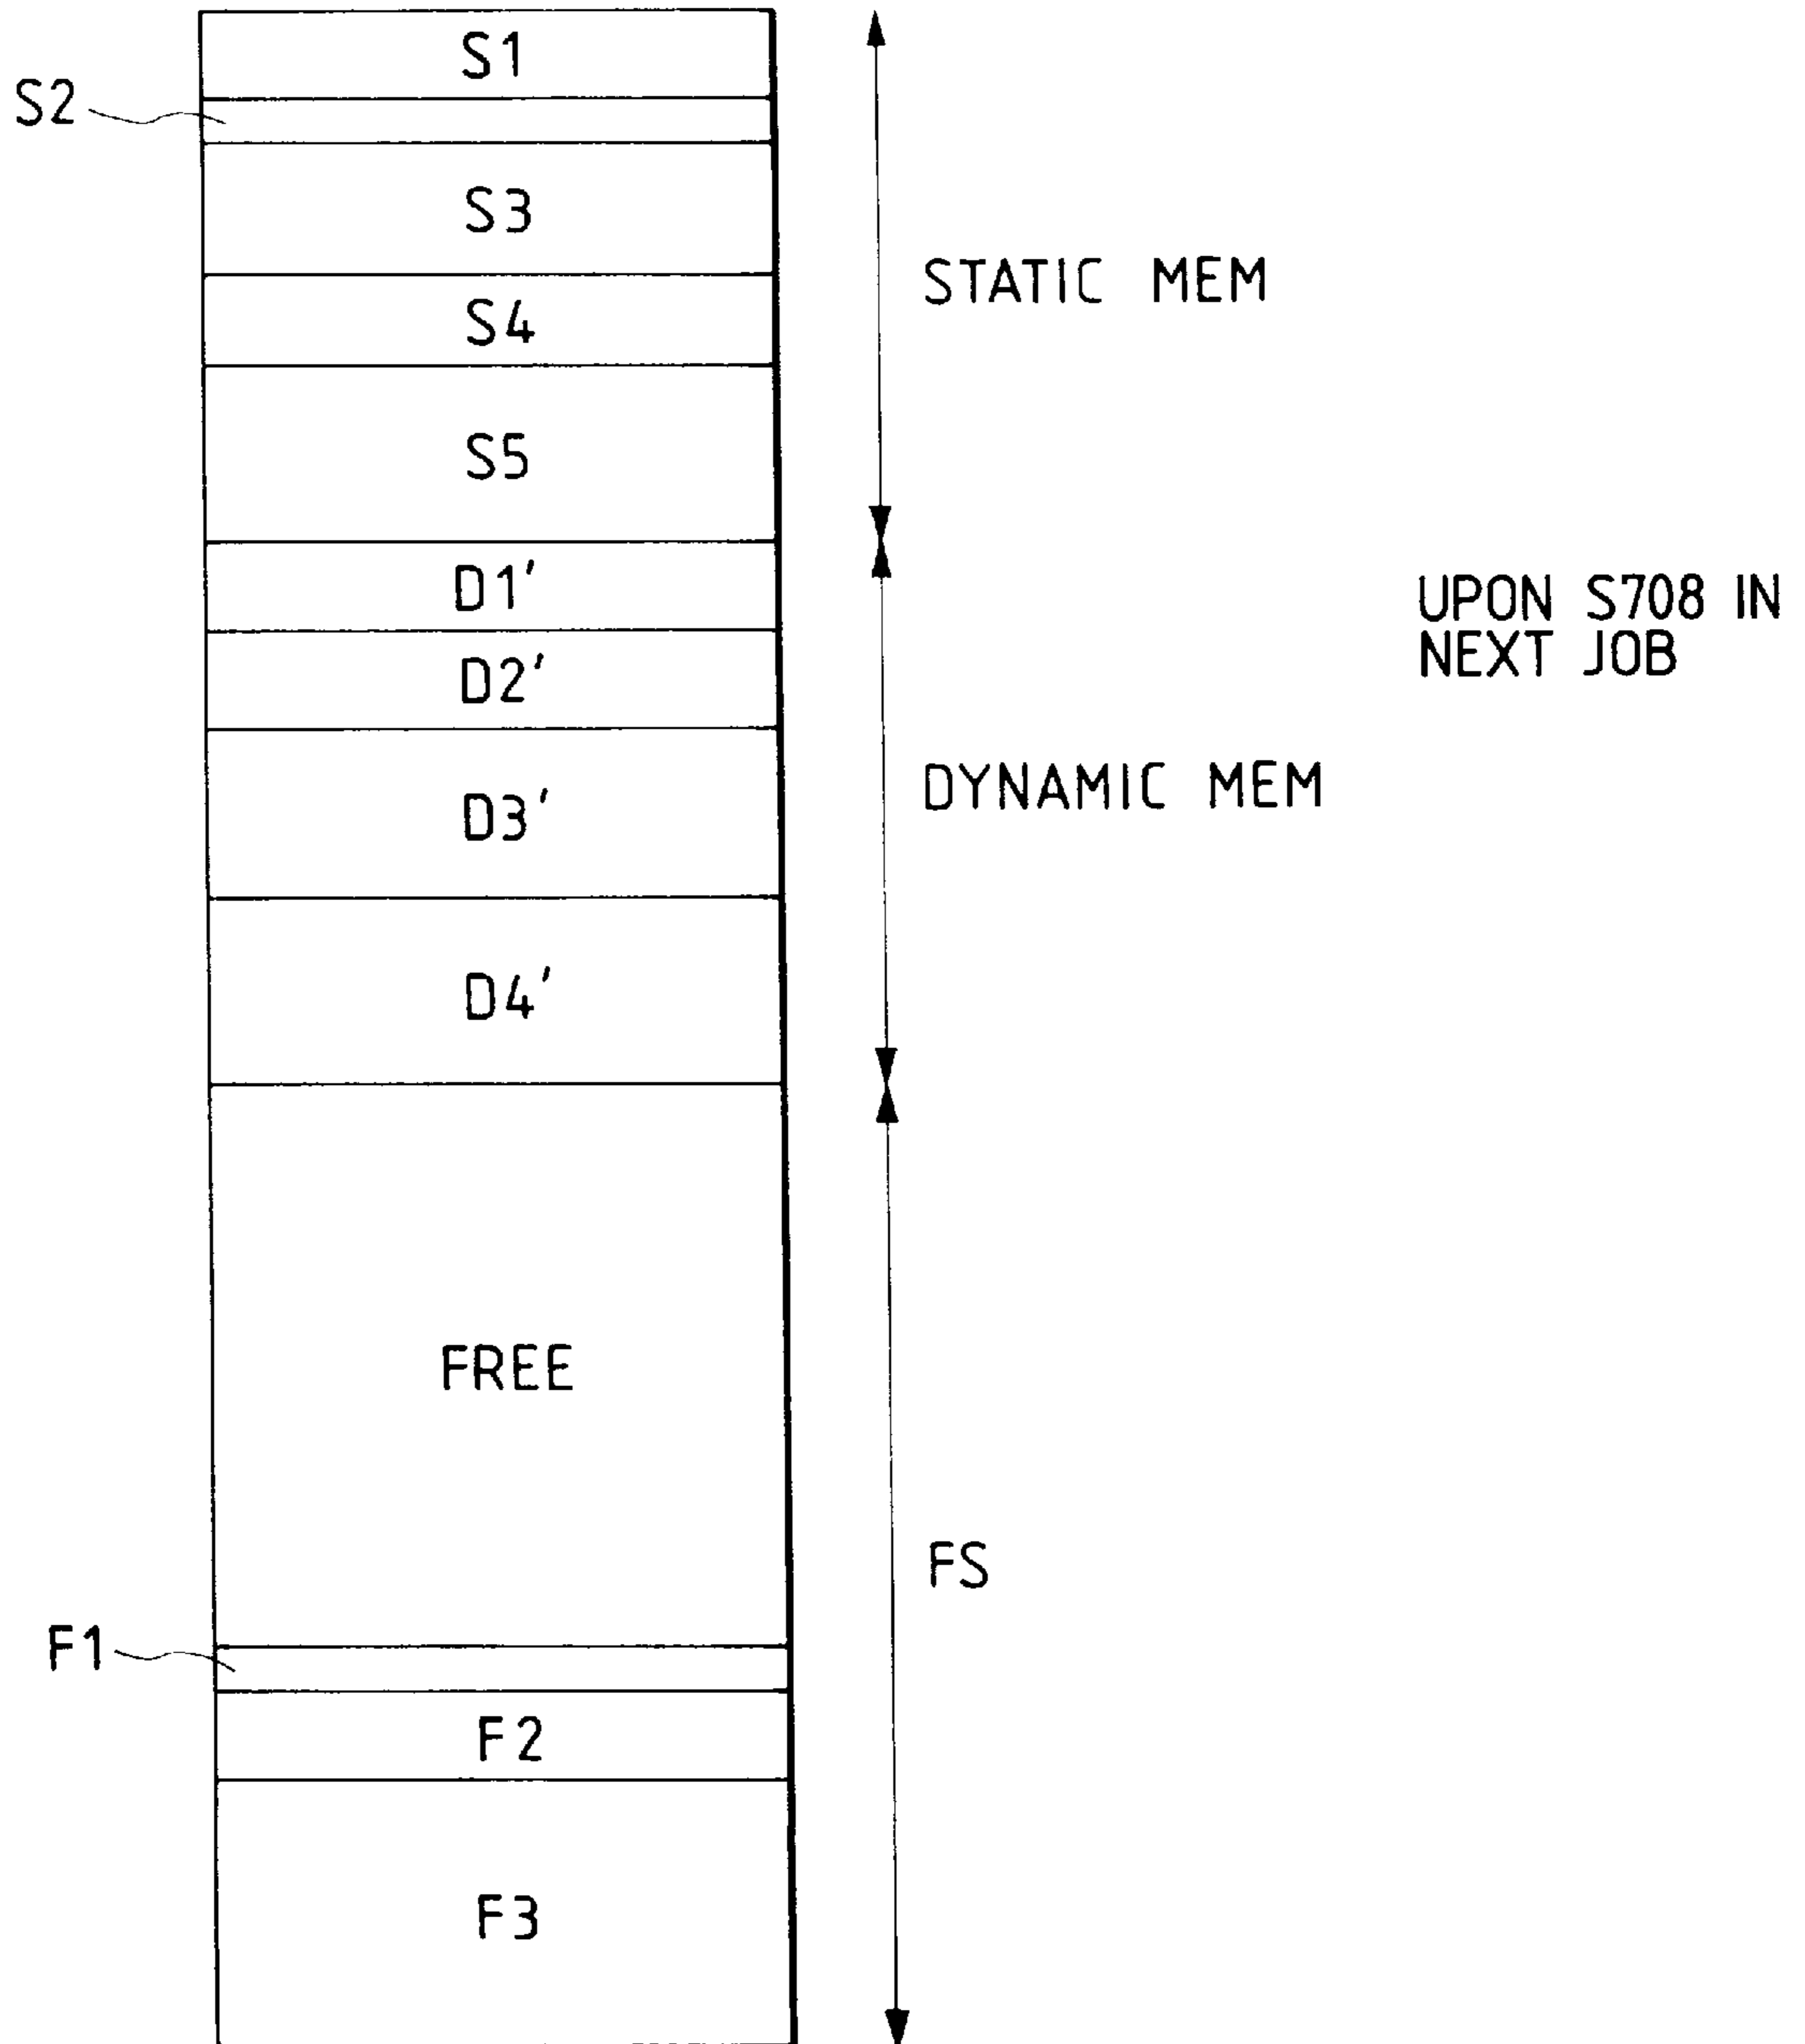 S1
S2
S3
STATIC MEM
S4
S5
D1'
UPON S708 IN
NEXT JOB
D2'
DYNAMIC MEM
D3'
D4'
FREE
FS
F1
F2
F3